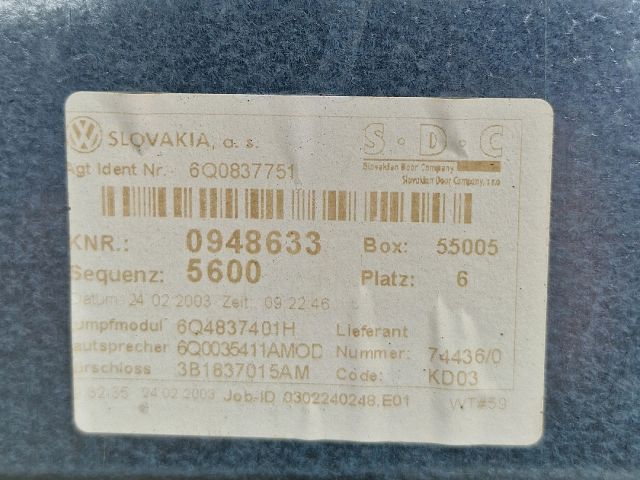 SLOVAKIA, a. s.
S·D·C
Slovakian Door Company
Slovakian Door Company, s.r.o
Agt Ident Nr.- 6Q0837751
KNR.: 0948633 Box: 55005
Sequenz: 5600 Platz: 6
Datum: 24 02 2003 Zeit: 09:22:46
umpfmodul 6Q4837401H Lieferant
autsprecher 6Q0035411AMOD Nummer: 74436/0
urschloss 3B1837015AM Code: KD03
24.02.2003 Job-ID 0302240248.E01 WT#59